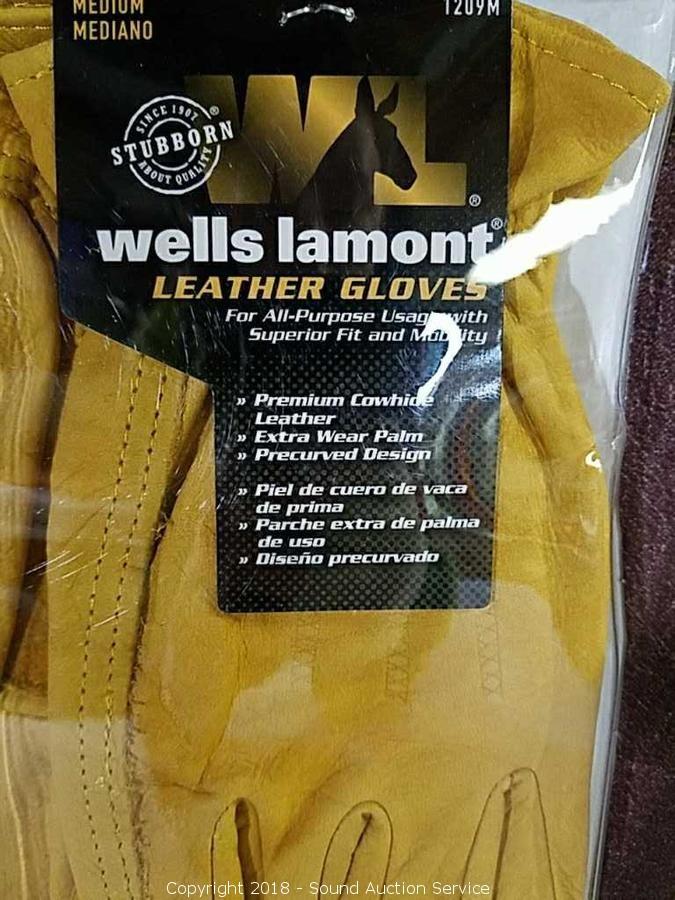 MEDIUM
MEDIANO
1209M
SINCE 1907
STUBBORN®
ABOUT QUALITY
WL®
wells lamont®
LEATHER GLOVES
For All-Purpose Usage with
Superior Fit and Mobility
» Premium Cowhide
Leather
» Extra Wear Palm
» Precurved Design
» Piel de cuero de vaca
de prima
» Parche extra de palma
de uso
» Diseño precurvado
Copyright 2018 - Sound Auction Service